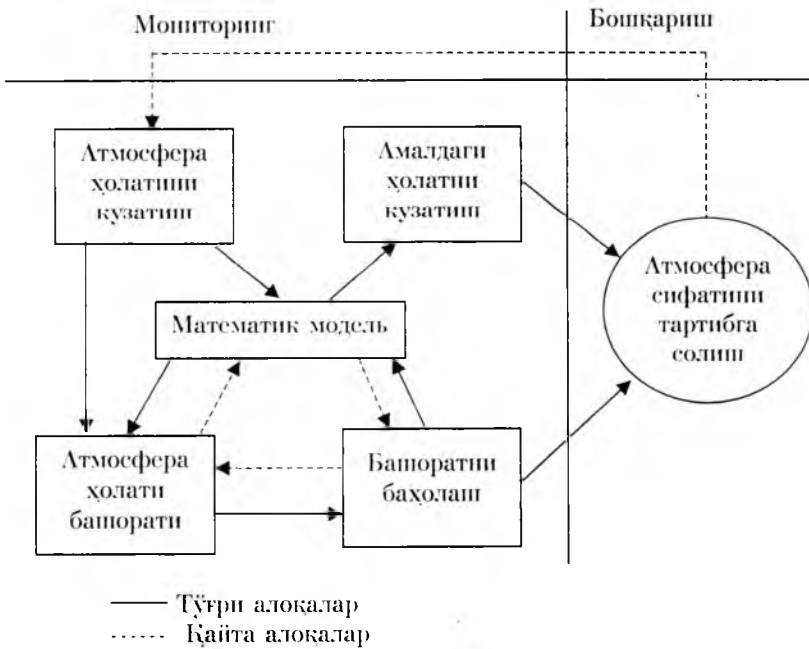 Мониторинг
Бошқариш
Атмосфера
ҳолатини
кузатиш
Амалдаги
ҳолатни
кузатиш
Атмосфера
сифатини
тартибга
солиш
Математик модель
Атмосфера
ҳолати
башорати
Башоратни
баҳолаш
Тўғри алоқалар
Қайта алоқалар